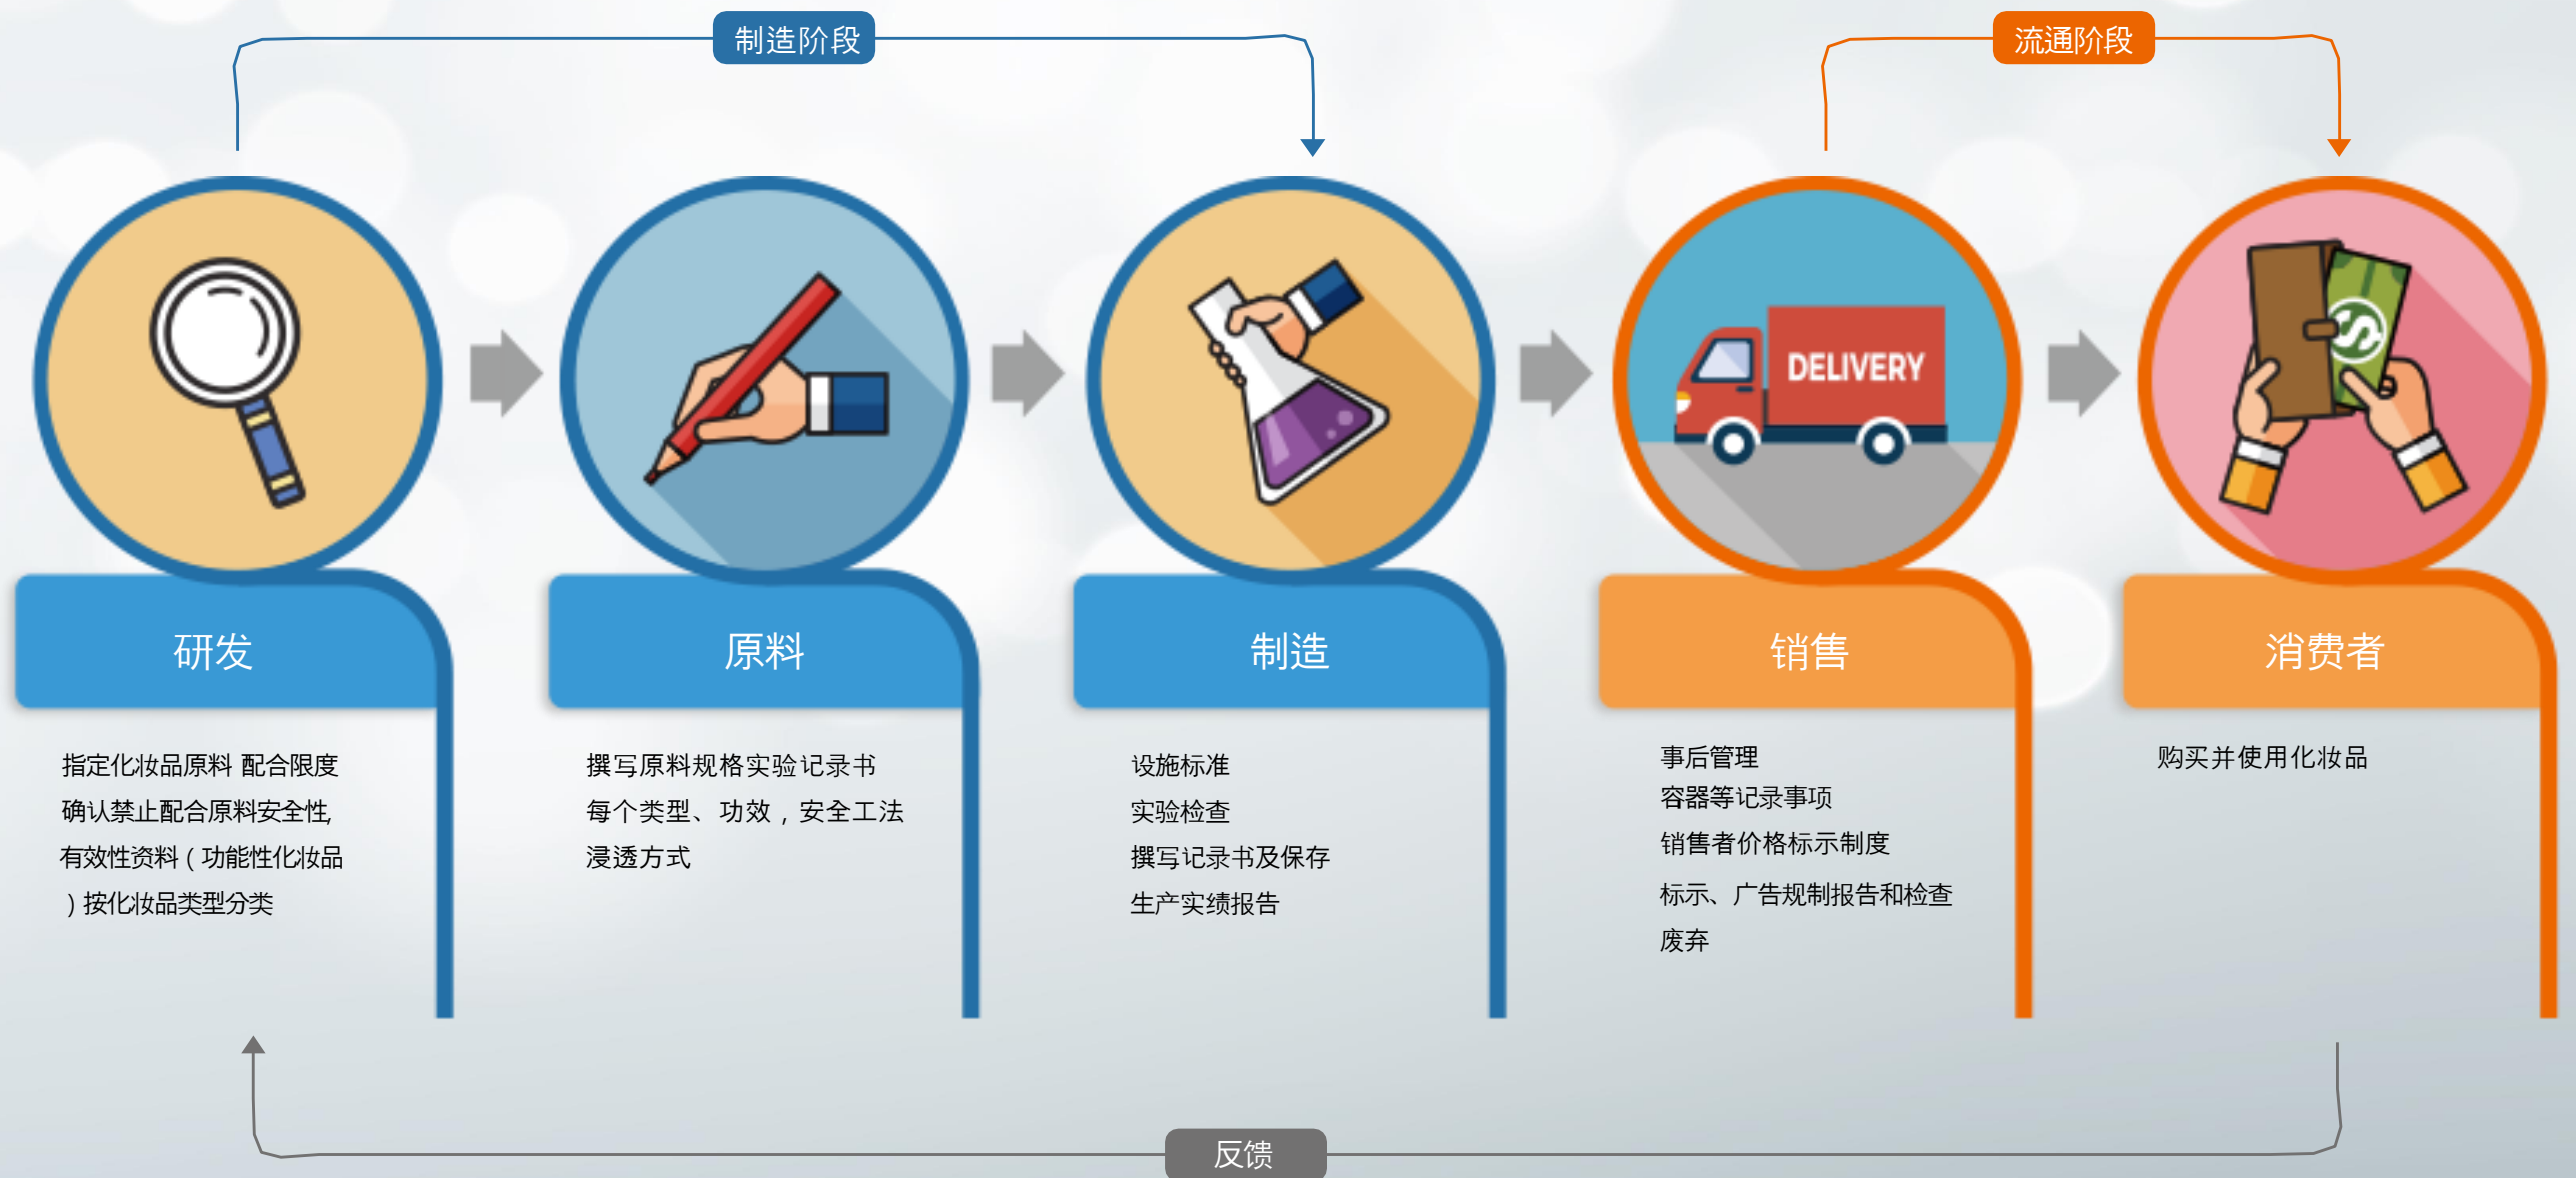 制造阶段
流通阶段
DELIVERY
研发
原料
制造
销售
消费者
指定化妆品原料 配合限度
确认禁止配合原料安全性,
有效性资料（功能性化妆品
）按化妆品类型分类
撰写原料规格实验记录书
每个类型、功效，安全工法
浸透方式
设施标准
实验检查
撰写记录书及保存
生产实绩报告
事后管理
容器等记录事项
销售者价格标示制度
标示、广告规制报告和检查
废弃
购买并使用化妆品
反馈